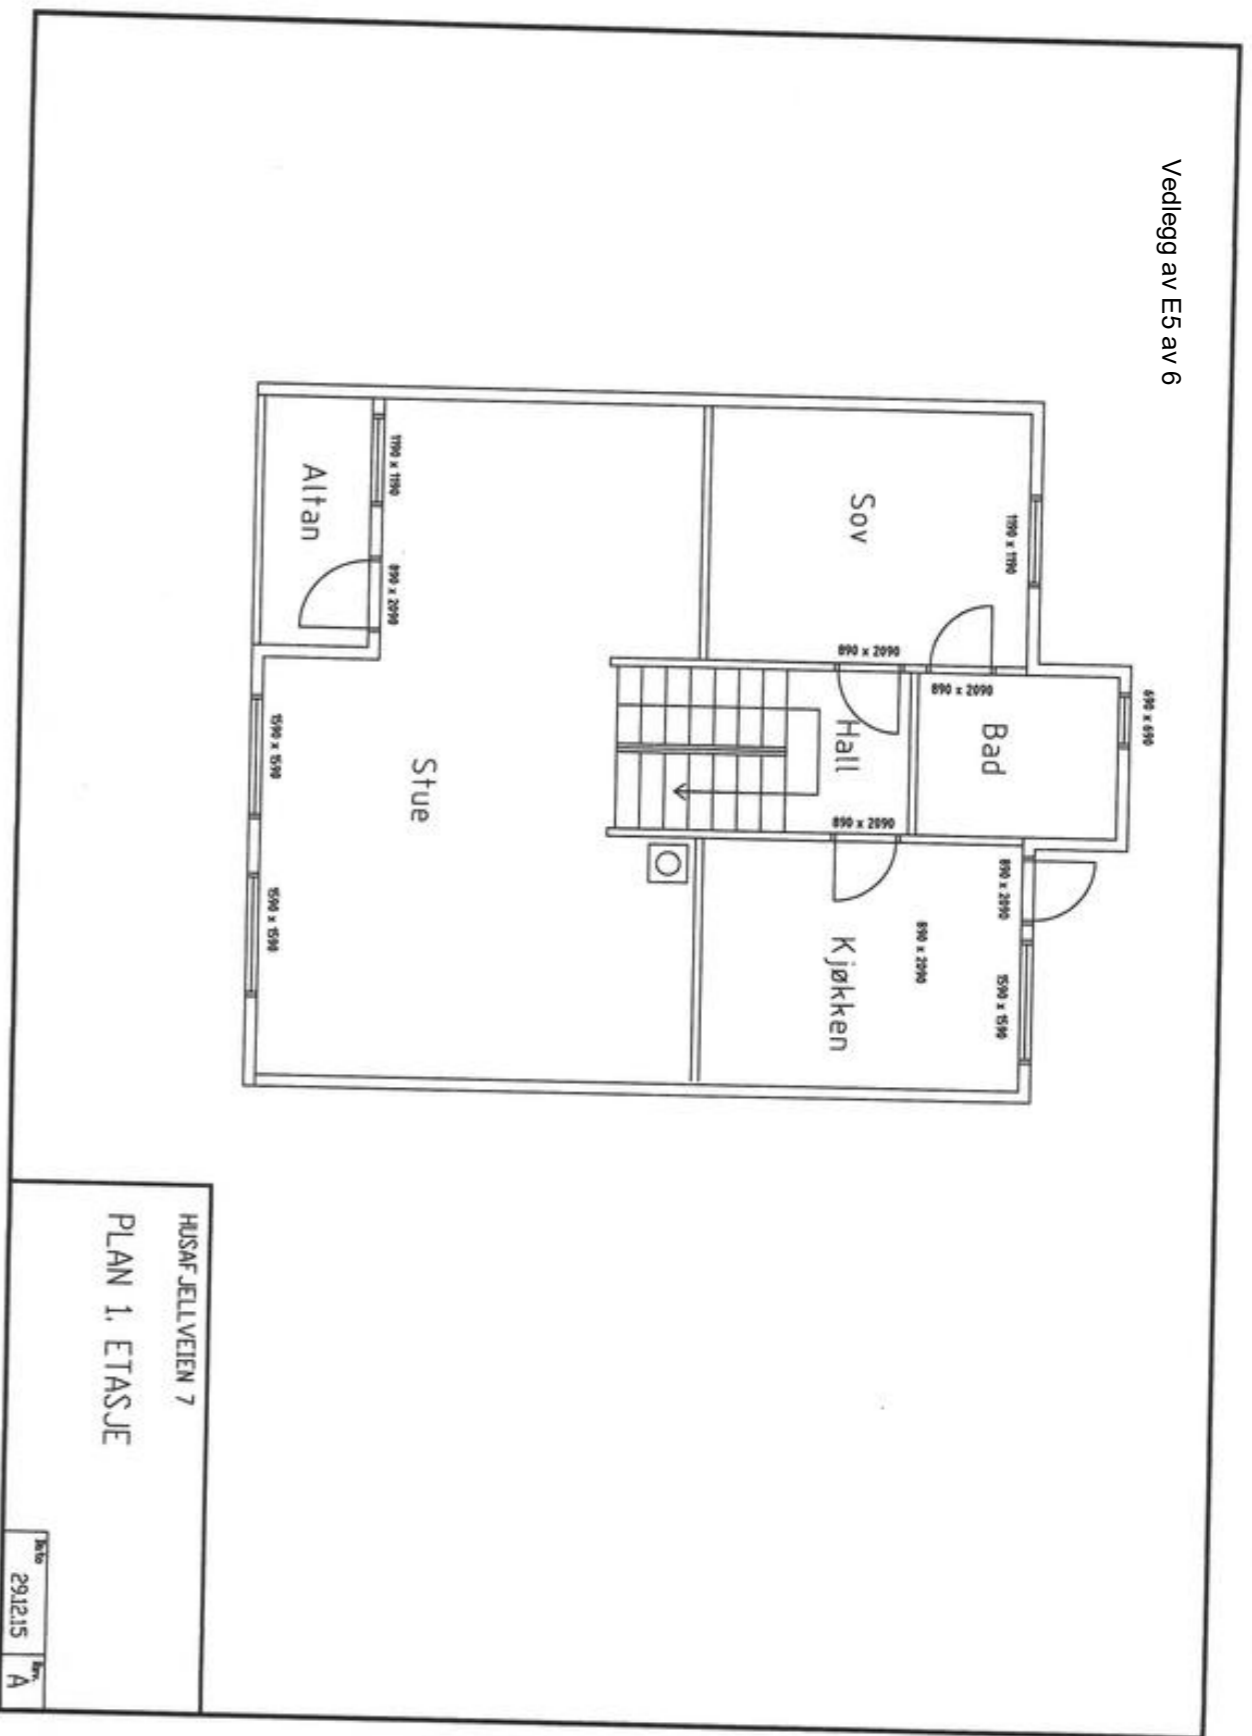 Vedlegg av E5 av 6
690 x 690
1190 x 1190
890 x 2090
1590 x 1590
Sov
890 x 2090
890 x 2090
Bad
Hall
890 x 2090
890 x 2090
Kjøkken
Stue
1190 x 1190
890 x 2090
Altan
1590 x 1590
1590 x 1590
HUSAFJELLVEIEN 7
PLAN 1. ETASJE
Dato
29.12.15
Rev.
A